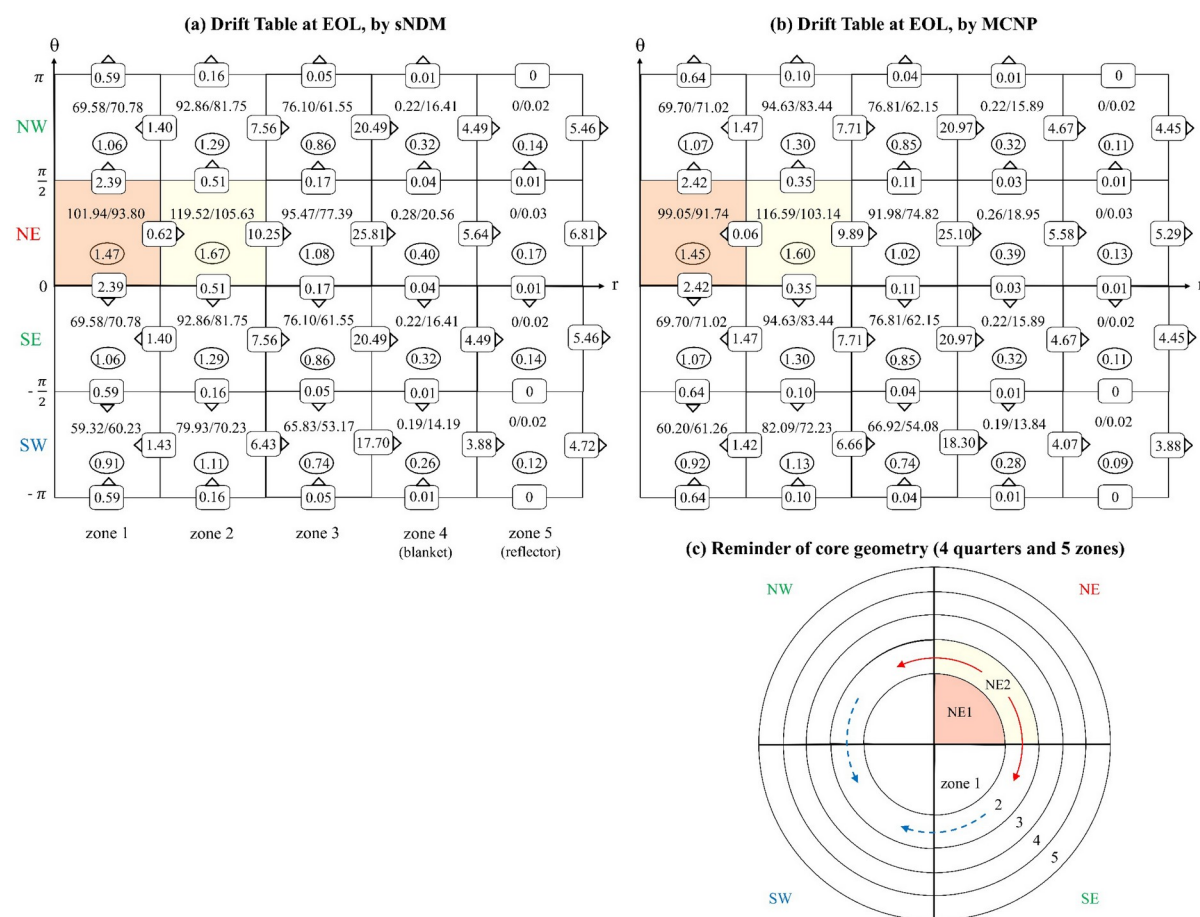 (a) Drift Table at EOL, by sNDM
θ
π 0.59 0.16 0.05 0.01 0
69.58/70.78 92.86/81.75 76.10/61.55 0.22/16.41 0/0.02
NW 1.40 7.56 20.49 4.49 5.46
1.06 1.29 0.86 0.32 0.14
π/2 2.39 0.51 0.17 0.04 0.01
101.94/93.80 119.52/105.63 95.47/77.39 0.28/20.56 0/0.03
NE 0.62 10.25 25.81 5.64 6.81
1.47 1.67 1.08 0.40 0.17
0 2.39 0.51 0.17 0.04 0.01 r
69.58/70.78 92.86/81.75 76.10/61.55 0.22/16.41 0/0.02
SE 1.40 7.56 20.49 4.49 5.46
1.06 1.29 0.86 0.32 0.14
- π/2 0.59 0.16 0.05 0.01 0
59.32/60.23 79.93/70.23 65.83/53.17 0.19/14.19 0/0.02
SW 1.43 6.43 17.70 3.88 4.72
0.91 1.11 0.74 0.26 0.12
- π 0.59 0.16 0.05 0.01 0
zone 1 zone 2 zone 3 zone 4 zone 5
(blanket) (reflector)
(b) Drift Table at EOL, by MCNP
θ
π 0.64 0.10 0.04 0.01 0
69.70/71.02 94.63/83.44 76.81/62.15 0.22/15.89 0/0.02
NW 1.47 7.71 20.97 4.67 4.45
1.07 1.30 0.85 0.32 0.11
π/2 2.42 0.35 0.11 0.03 0.01
99.05/91.74 116.59/103.14 91.98/74.82 0.26/18.95 0/0.03
NE 0.06 9.89 25.10 5.58 5.29
1.45 1.60 1.02 0.39 0.13
0 2.42 0.35 0.11 0.03 0.01 r
69.70/71.02 94.63/83.44 76.81/62.15 0.22/15.89 0/0.02
SE 1.47 7.71 20.97 4.67 4.45
1.07 1.30 0.85 0.32 0.11
- π/2 0.64 0.10 0.04 0.01 0
60.20/61.26 82.09/72.23 66.92/54.08 0.19/13.84 0/0.02
SW 1.42 6.66 18.30 4.07 3.88
0.92 1.13 0.74 0.28 0.09
- π 0.64 0.10 0.04 0.01 0
(c) Reminder of core geometry (4 quarters and 5 zones)
NW NE
NE2
NE1
zone 1
2
3
4
5
SW SE